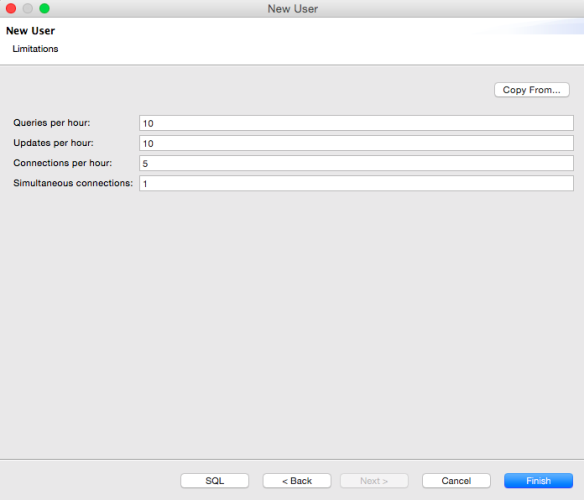 New User
New User
Limitations
Copy From...
Queries per hour: 10
Updates per hour: 10
Connections per hour: 5
Simultaneous connections: 1
SQL < Back Next > Cancel Finish